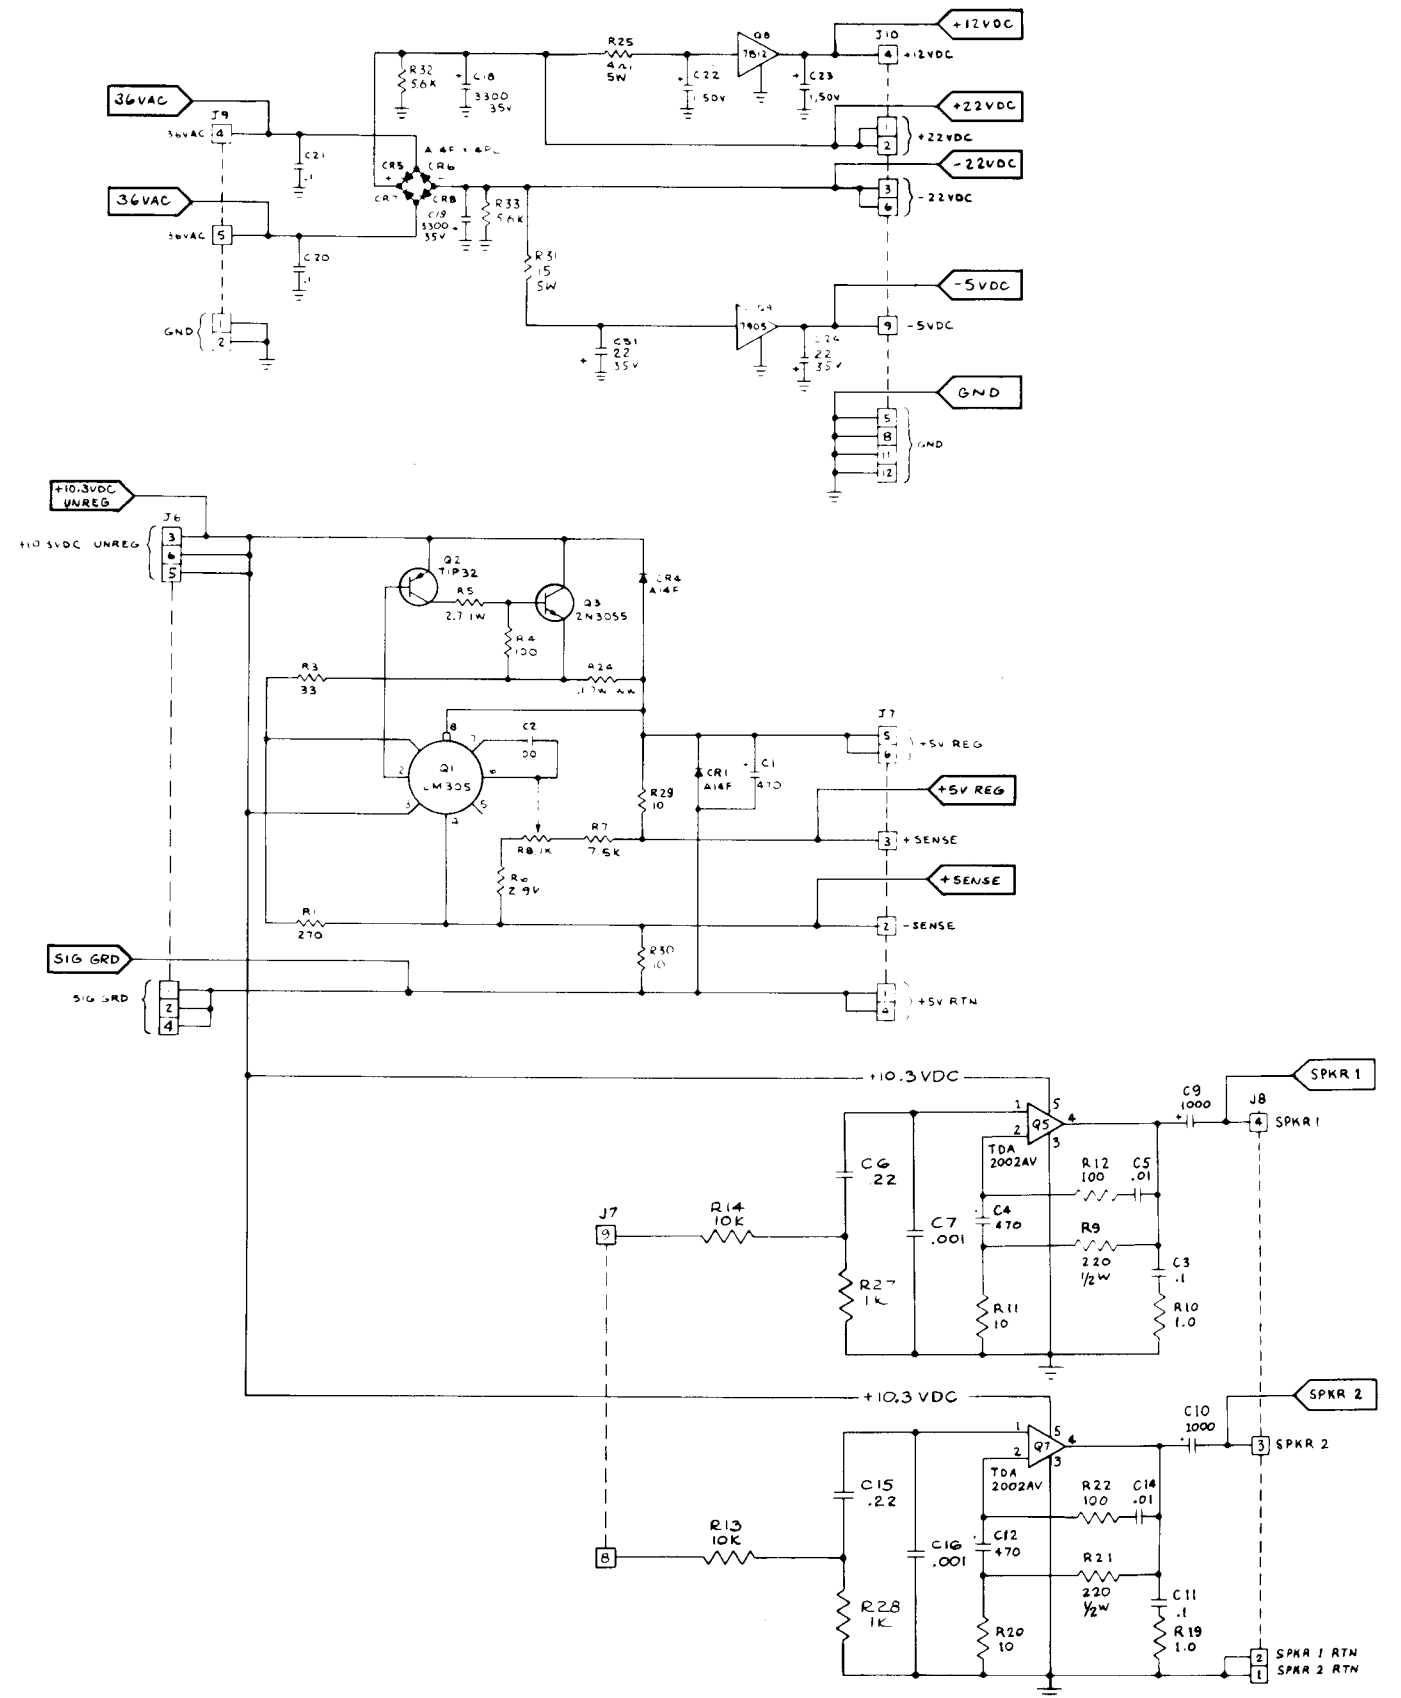 +12VDC
R25
4Ω
5W
Q8
7812
J10
4
+12VDC
R32
5.6K
C18
3300
35V
C22
1,50V
C23
1,50V
36VAC
J9
36VAC
4
+22VDC
1
2
+22VDC
C21
.1
CR5
CR6
CR7
CR8
-22VDC
3
6
-22VDC
36VAC
36VAC
5
C19
3300
35V
R33
5.6K
C20
.1
R31
15
5W
-5VDC
GND
1
2
7905
9
-5VDC
C31
22
35V
22
35V
GND
5
8
11
12
GND
+10.3VDC
UNREG
J6
3
6
5
+10.3VDC UNREG
Q2
TIP32
R5
2.7 1W
Q3
2N3055
CR4
A14F
R4
100
R3
33
R24
J7
5
6
+5V REG
8
7
C2
2
Q1
LM305
6
3
5
4
CR1
A14F
C1
470
R29
10
+5V REG
R8 1K
R7
7.5K
3
+SENSE
R6
+SENSE
R1
270
2
-SENSE
SIG GRD
R30
10
SIG GRD
1
2
4
1
4
+5V RTN
+10.3VDC
SPKR 1
C9
1000
J8
1
5
Q5
4
2
3
TDA
2002AV
4
SPKR 1
C6
.22
R12
100
C5
.01
J7
9
R14
10K
C7
.001
C4
470
R9
220
1/2W
C3
.1
R27
1K
R11
10
R10
1.0
+10.3VDC
SPKR 2
C10
1000
1
5
Q7
4
2
3
TDA
2002AV
3
SPKR 2
C15
.22
R22
100
C14
.01
8
R13
10K
C16
.001
C12
470
R21
220
1/2W
C11
.1
R28
1K
R20
10
R19
1.0
2
SPKR 1 RTN
1
SPKR 2 RTN